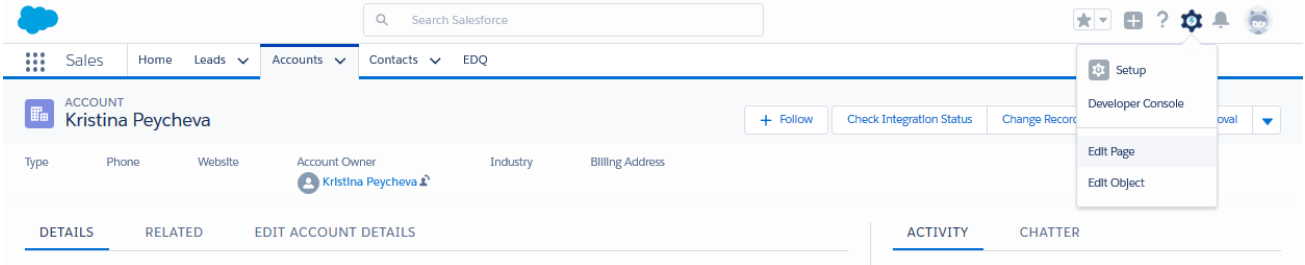 Search Salesforce
Sales Home Leads Accounts Contacts EDQ
Setup
Developer Console
Edit Page
Edit Object
ACCOUNT
Kristina Peycheva
+ Follow Check Integration Status Change Recor oval
Type Phone Website Account Owner Industry Billing Address
Kristina Peycheva
DETAILS RELATED EDIT ACCOUNT DETAILS ACTIVITY CHATTER